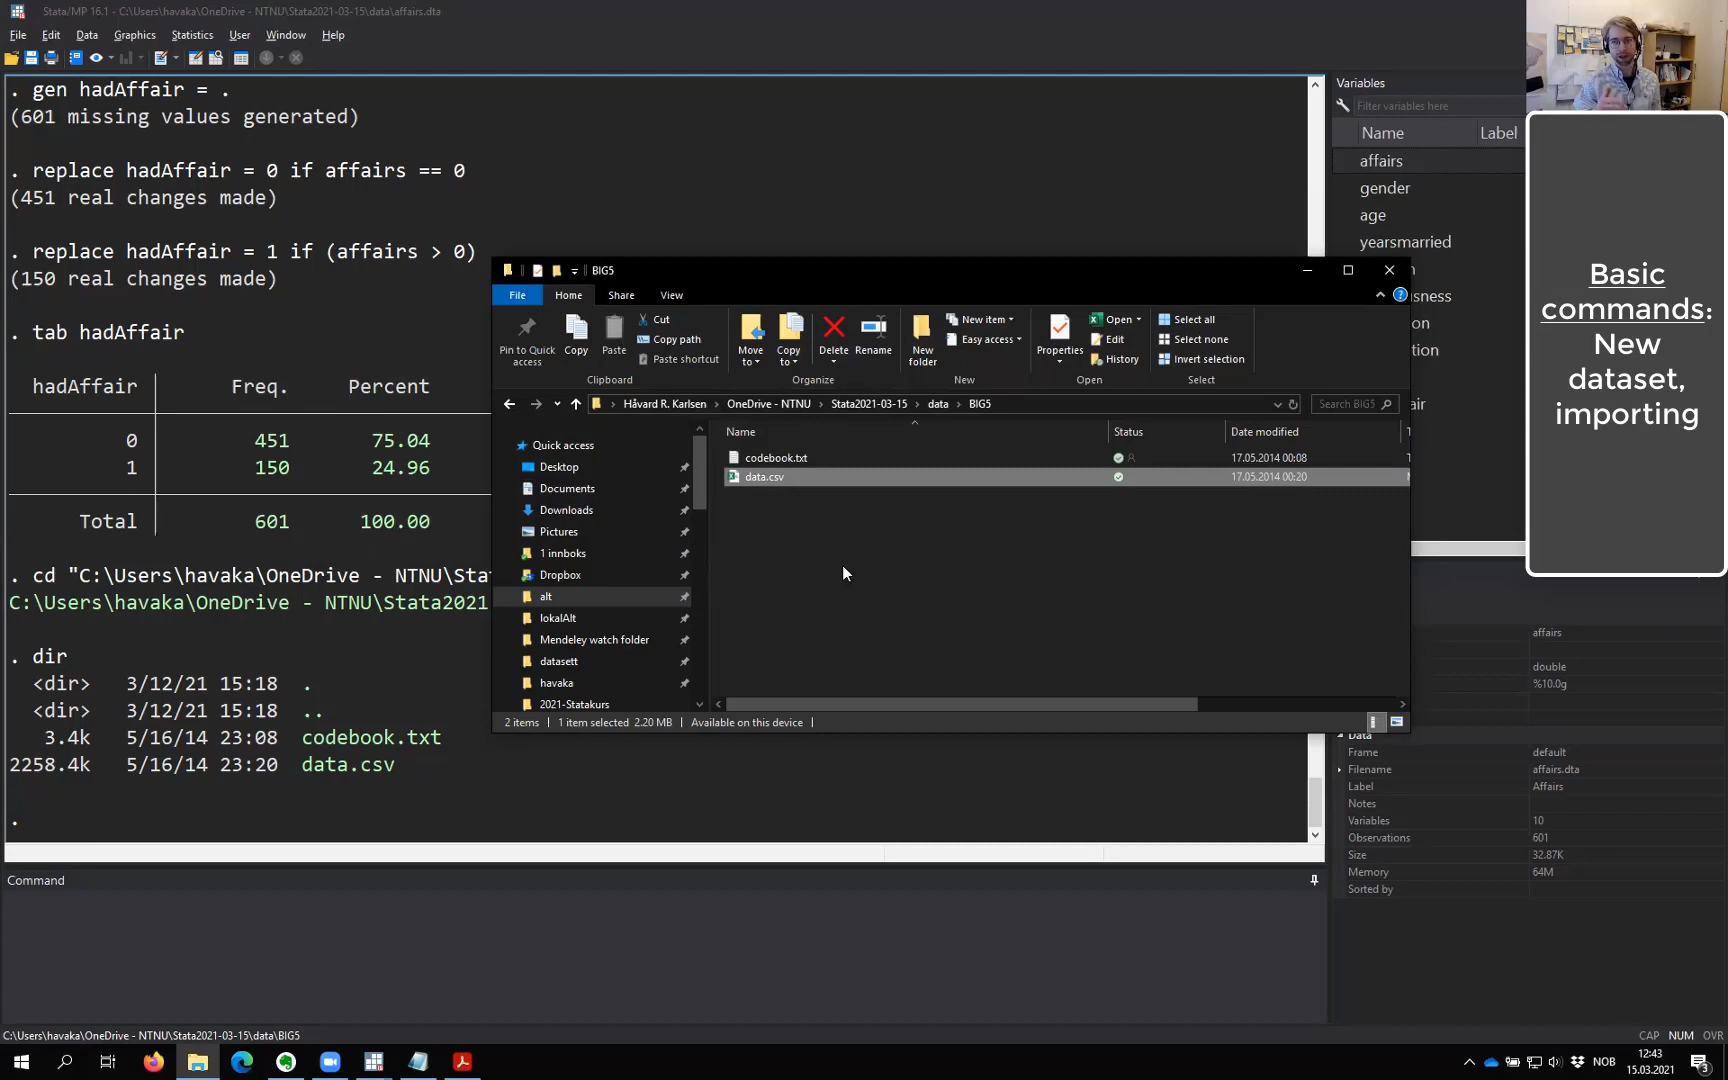 Stata/MP 16.1 - C:\Users\havaka\OneDrive - NTNU\Stata2021-03-15\data\affairs.dta
File Edit Data Graphics Statistics User Window Help
. gen hadAffair = .
(601 missing values generated)
. replace hadAffair = 0 if affairs == 0
(451 real changes made)
. replace hadAffair = 1 if (affairs > 0)
(150 real changes made)
. tab hadAffair
hadAffair Freq. Percent
0 451 75.04
1 150 24.96
Total 601 100.00
. cd "C:\Users\havaka\OneDrive - NTNU\Sta
C:\Users\havaka\OneDrive - NTNU\Stata2021
. dir
<dir> 3/12/21 15:18 .
<dir> 3/12/21 15:18 ..
3.4k 5/16/14 23:08 codebook.txt
2258.4k 5/16/14 23:20 data.csv
.
Command
C:\Users\havaka\OneDrive - NTNU\Stata2021-03-15\data\BIG5
BIG5
File Home Share View
Pin to Quick access
Copy
Paste
Cut
Copy path
Paste shortcut
Clipboard
Move to
Copy to
Delete
Rename
Organize
New folder
New item
Easy access
New
Properties
Open
Edit
History
Open
Select all
Select none
Invert selection
Select
Håvard R. Karlsen > OneDrive - NTNU > Stata2021-03-15 > data > BIG5
Search BIG5
Quick access
Desktop
Documents
Downloads
Pictures
1 innboks
Dropbox
alt
lokalAlt
Mendeley watch folder
datasett
havaka
2021-Statakurs
Name Status Date modified T
codebook.txt 17.05.2014 00:08
data.csv 17.05.2014 00:20
2 items 1 item selected 2.20 MB Available on this device
Variables
Filter variables here
Name Label
affairs
gender
age
yearsmarried
n
usness
on
tion
air
affairs
double
%10.0g
Data
Frame default
Filename affairs.dta
Label Affairs
Notes
Variables 10
Observations 601
Size 32.87K
Memory 64M
Sorted by
Basic
commands:
New
dataset,
importing
CAP NUM OVR
NOB
12:43
15.03.2021
3